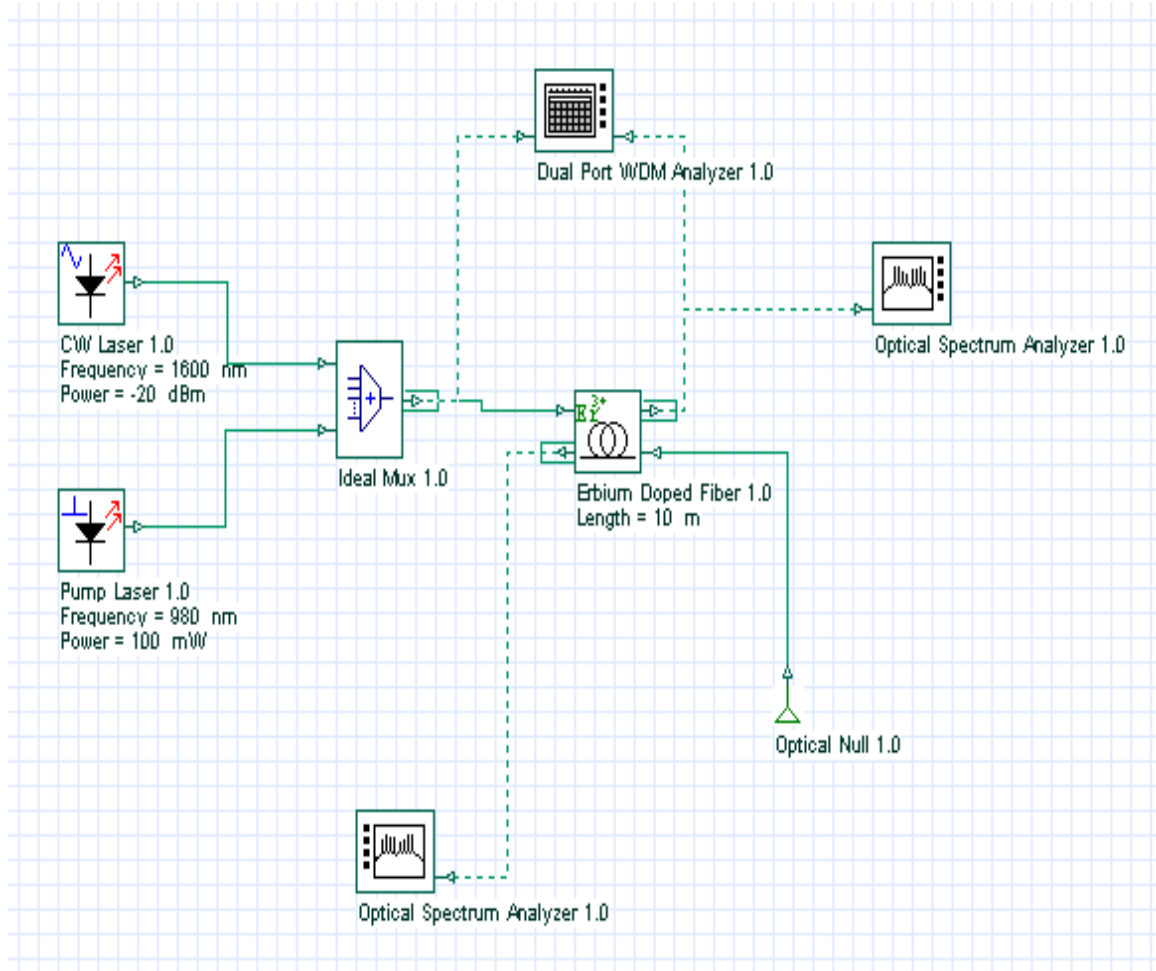 Dual Port WDM Analyzer 1.0
CW Laser 1.0
Frequency = 1600 nm
Power = -20 dBm
Optical Spectrum Analyzer 1.0
Er 3+
Ideal Mux 1.0
Erbium Doped Fiber 1.0
Length = 10 m
Pump Laser 1.0
Frequency = 980 nm
Power = 100 mW
Optical Null 1.0
Optical Spectrum Analyzer 1.0